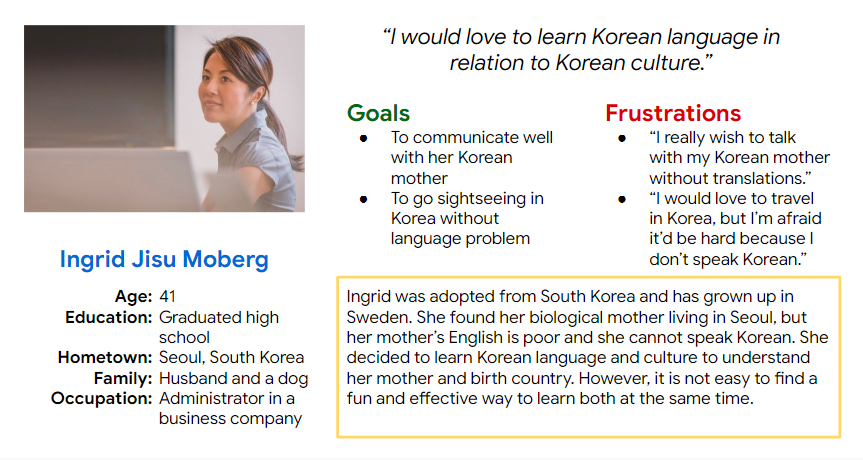 “I would love to learn Korean language in
relation to Korean culture.”
Goals
● To communicate well
with her Korean
mother
● To go sightseeing in
Korea without
language problem
Frustrations
● “I really wish to talk
with my Korean mother
without translations.”
● “I would love to travel
in Korea, but I’m afraid
it’d be hard because I
don’t speak Korean.”
Ingrid Jisu Moberg
Age: 41
Education: Graduated high
school
Hometown: Seoul, South Korea
Family: Husband and a dog
Occupation: Administrator in a
business company
Ingrid was adopted from South Korea and has grown up in
Sweden. She found her biological mother living in Seoul, but
her mother’s English is poor and she cannot speak Korean. She
decided to learn Korean language and culture to understand
her mother and birth country. However, it is not easy to find a
fun and effective way to learn both at the same time.